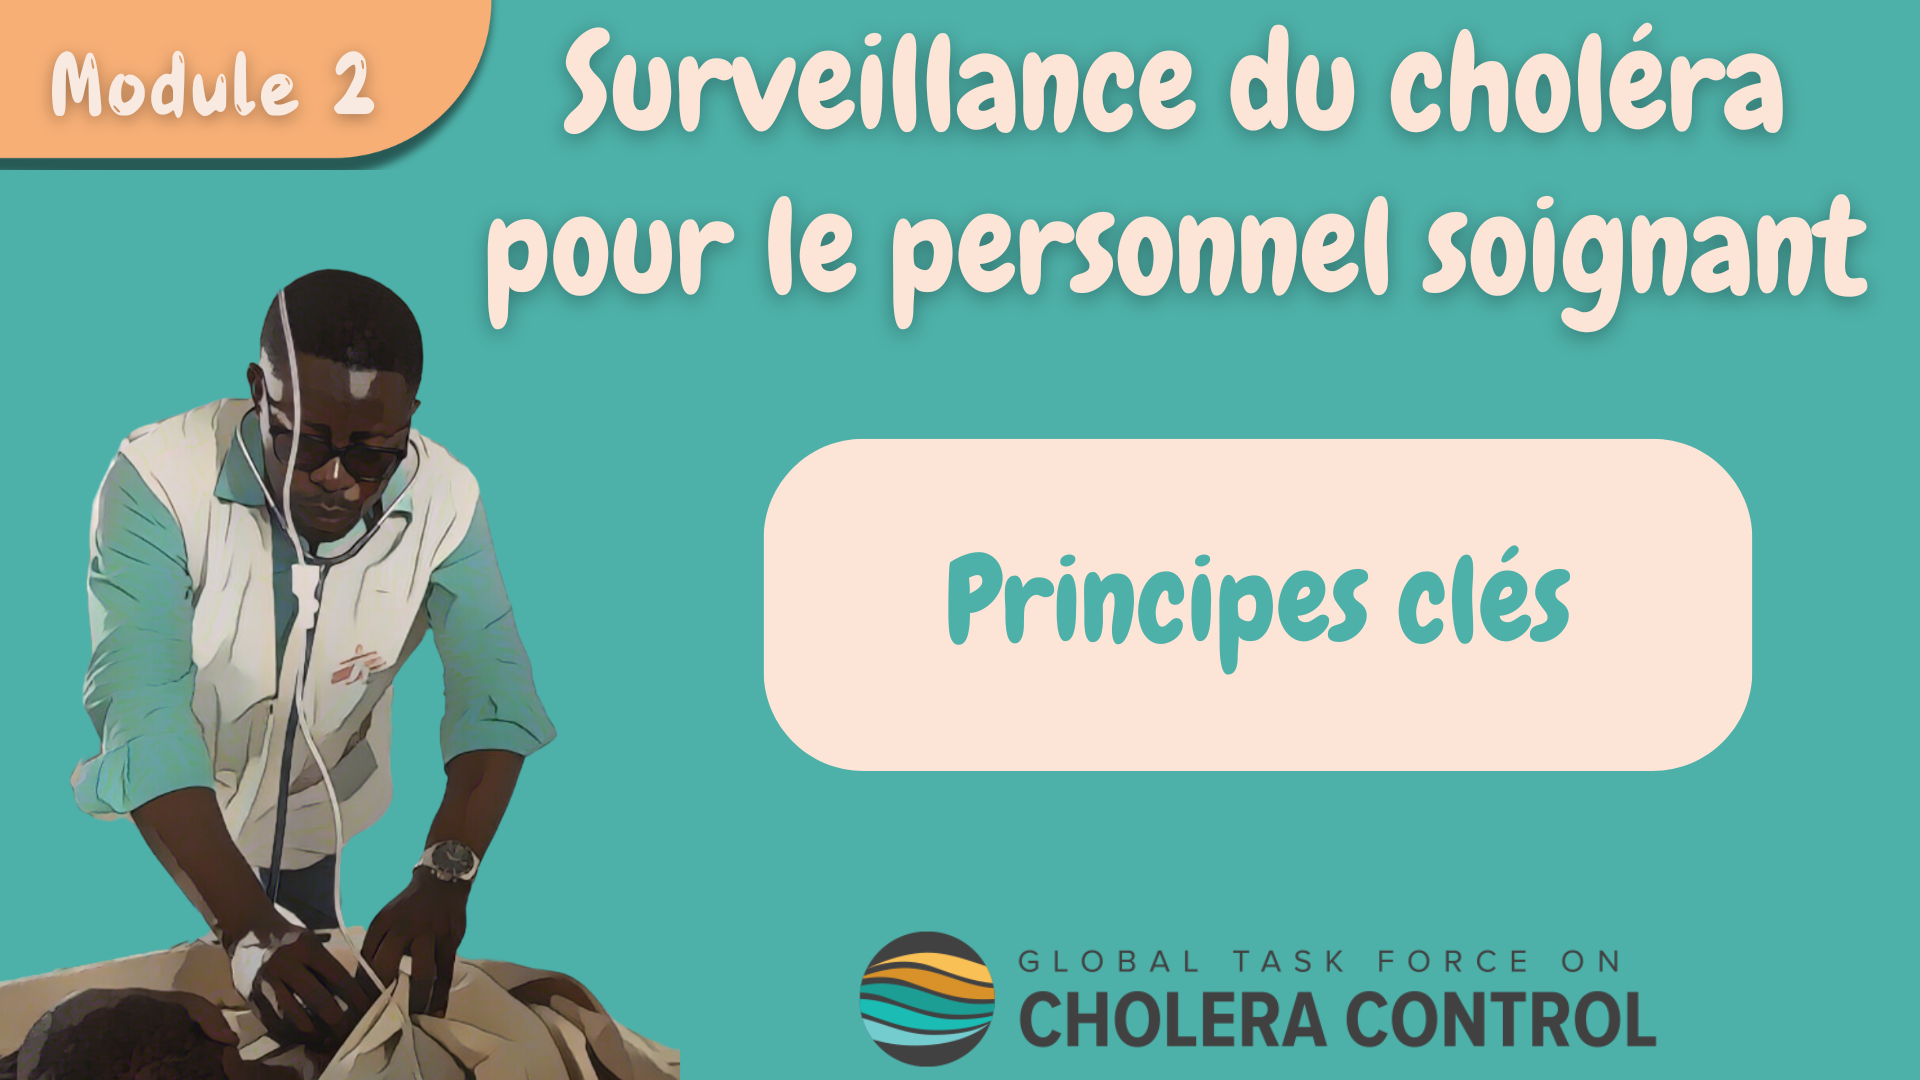 Module 2
Surveillance du choléra
pour le personnel soignant
Principes clés
GLOBAL TASK FORCE ON
CHOLERA CONTROL